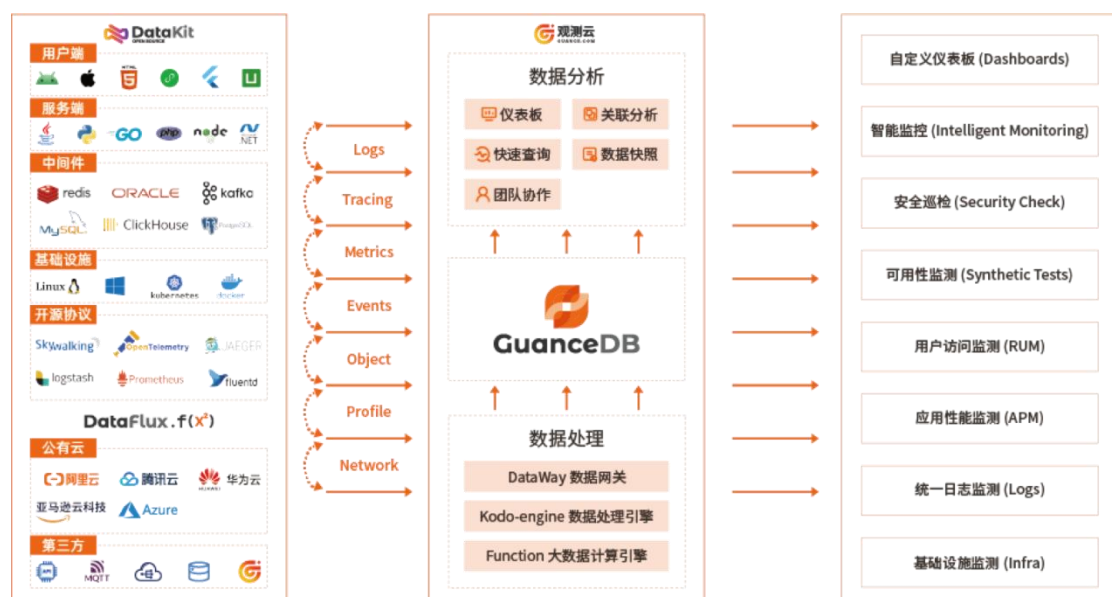 DataKit
OPEN SOURCE
用户端
HTML
服务端
Java
GO
php
node
.NET
中间件
redis
ORACLE
kafka
MySQL
ClickHouse
PostgreSQL
基础设施
Linux
kubernetes
docker
开源协议
Skywalking
OpenTelemetry
JAEGER
logstash
Prometheus
fluentd
DataFlux.f(x²)
公有云
阿里云
腾讯云
HUAWEI
华为云
亚马逊云科技
Azure
第三方
API
MQTT
Logs
Tracing
Metrics
Events
Object
Profile
Network
观测云
GUANCE.COM
数据分析
仪表板
关联分析
快速查询
数据快照
团队协作
GuanceDB
数据处理
DataWay 数据网关
Kodo-engine 数据处理引擎
Function 大数据计算引擎
自定义仪表板 (Dashboards)
智能监控 (Intelligent Monitoring)
安全巡检 (Security Check)
可用性监测 (Synthetic Tests)
用户访问监测 (RUM)
应用性能监测 (APM)
统一日志监测 (Logs)
基础设施监测 (Infra)